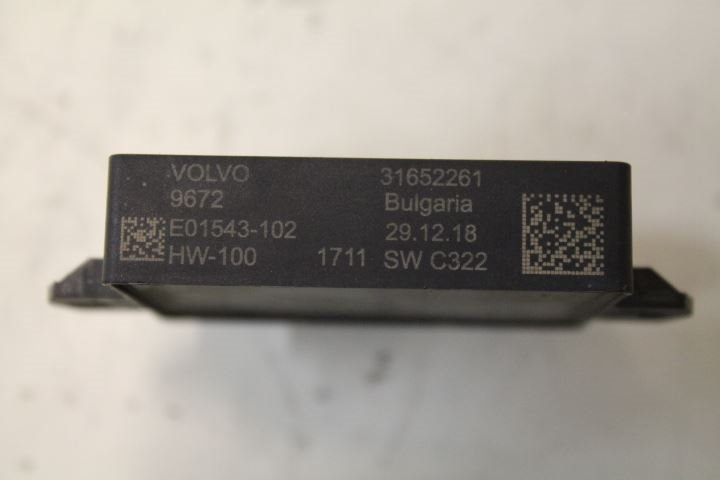 VOLVO 31652261
9672 Bulgaria
E01543-102 29.12.18
HW-100 1711 SW C322